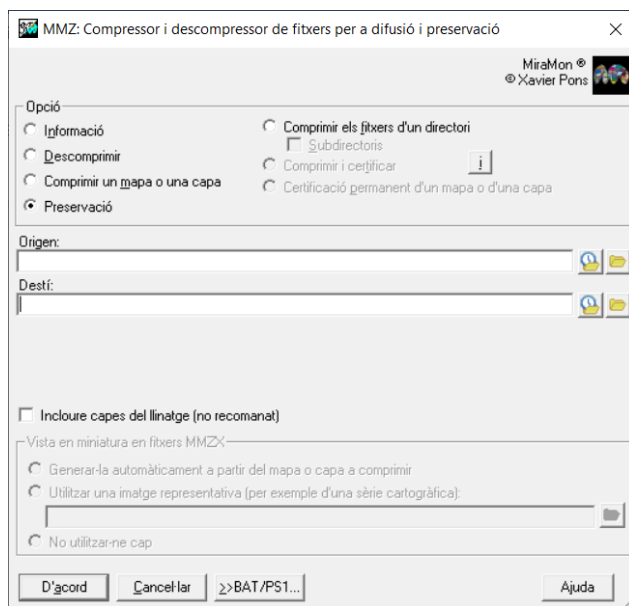 MMZ: Compressor i descompressor de fitxers per a difusió i preservació
MiraMon ®
© Xavier Pons
Opció
Informació
Descomprimir
Comprimir un mapa o una capa
Preservació
Comprimir els fitxers d'un directori
Subdirectoris
Comprimir i certificar
i
Certificació permanent d'un mapa o d'una capa
Origen:
Destí:
Incloure capes del llinatge (no recomanat)
Vista en miniatura en fitxers MMZX
Generar-la automàticament a partir del mapa o capa a comprimir
Utilitzar una imatge representativa (per exemple d'una sèrie cartogràfica):
No utilitzar-ne cap
D'acord
Cancel·lar
>>BAT/PS1...
Ajuda